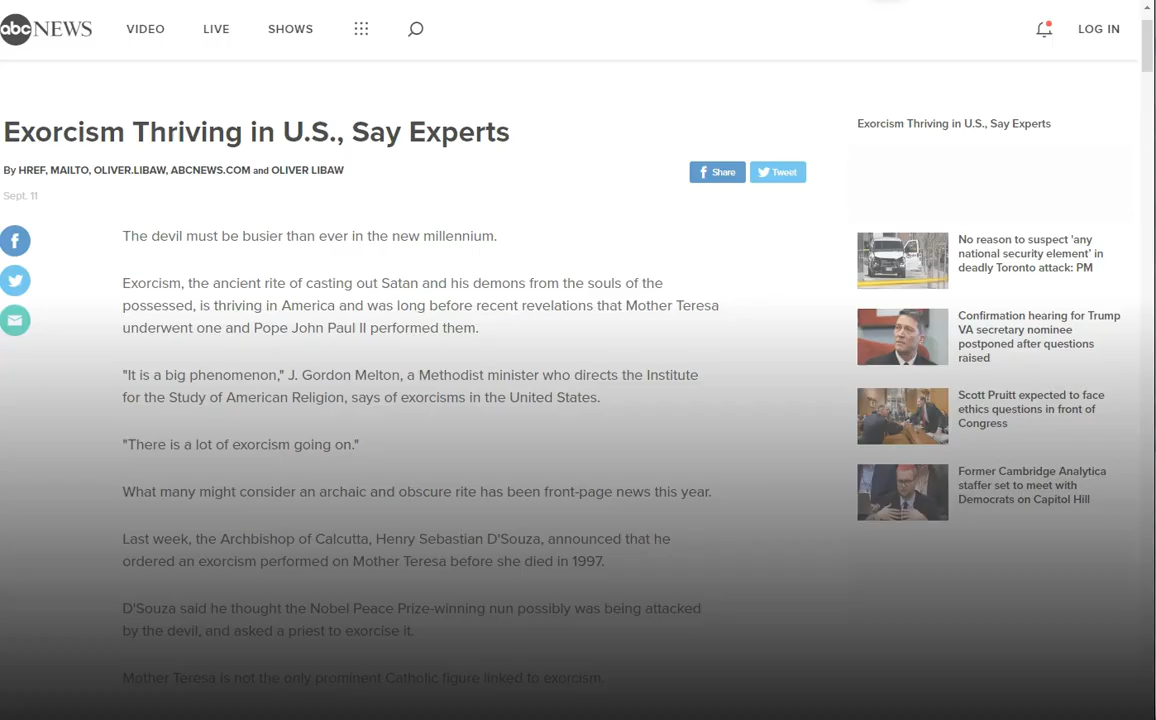 abc NEWS
VIDEO
LIVE
SHOWS
LOG IN
Exorcism Thriving in U.S., Say Experts
By HREF, MAILTO, OLIVER.LIBAW, ABCNEWS.COM and OLIVER LIBAW
Share
Tweet
Sept. 11
The devil must be busier than ever in the new millennium.
Exorcism, the ancient rite of casting out Satan and his demons from the souls of the
possessed, is thriving in America and was long before recent revelations that Mother Teresa
underwent one and Pope John Paul II performed them.
"It is a big phenomenon," J. Gordon Melton, a Methodist minister who directs the Institute
for the Study of American Religion, says of exorcisms in the United States.
"There is a lot of exorcism going on."
What many might consider an archaic and obscure rite has been front-page news this year.
Last week, the Archbishop of Calcutta, Henry Sebastian D'Souza, announced that he
ordered an exorcism performed on Mother Teresa before she died in 1997.
D'Souza said he thought the Nobel Peace Prize-winning nun possibly was being attacked
by the devil, and asked a priest to exorcise it.
Mother Teresa is not the only prominent Catholic figure linked to exorcism.
Exorcism Thriving in U.S., Say Experts
No reason to suspect 'any
national security element' in
deadly Toronto attack: PM
Confirmation hearing for Trump
VA secretary nominee
postponed after questions
raised
Scott Pruitt expected to face
ethics questions in front of
Congress
Former Cambridge Analytica
staffer set to meet with
Democrats on Capitol Hill